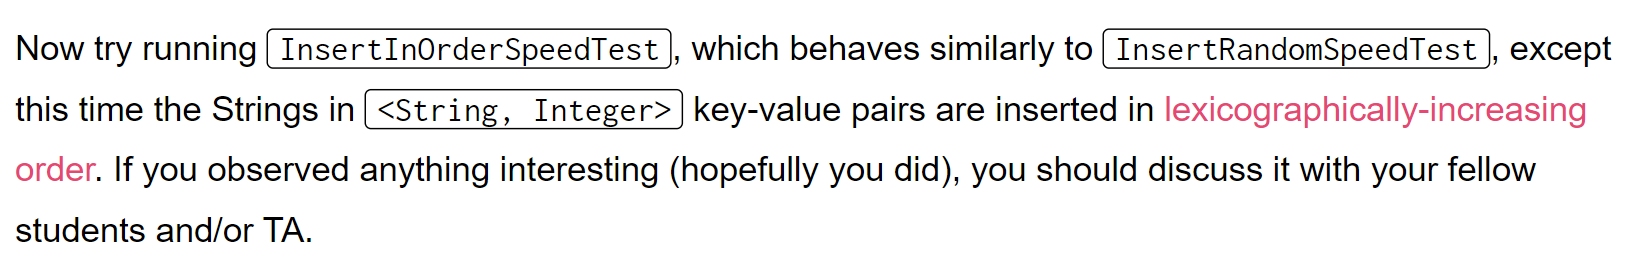 Now try running InsertInOrderSpeedTest, which behaves similarly to InsertRandomSpeedTest, except
this time the Strings in <String, Integer> key-value pairs are inserted in lexicographically-increasing
order. If you observed anything interesting (hopefully you did), you should discuss it with your fellow
students and/or TA.